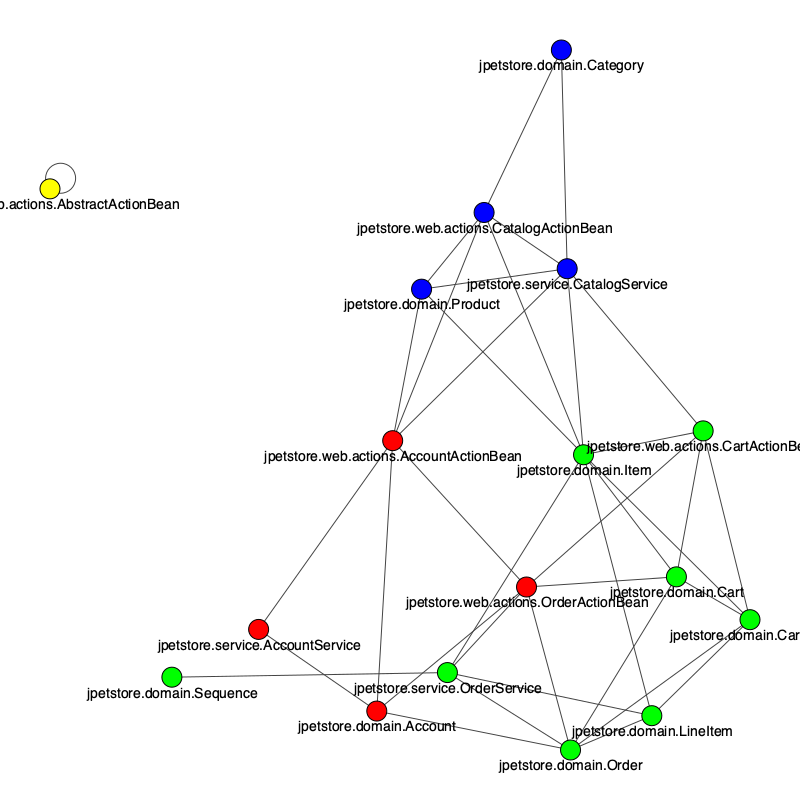 jpetstore.domain.Category
.actions.AbstractActionBean
jpetstore.web.actions.CatalogActionBean
jpetstore.service.CatalogService
jpetstore.domain.Product
jpetstore.web.actions.CartActionBe
jpetstore.web.actions.AccountActionBean
jpetstore.domain.Item
jpetstore.domain.Cart
jpetstore.web.actions.OrderActionBean
jpetstore.domain.Car
jpetstore.service.AccountService
jpetstore.service.OrderService
jpetstore.domain.Sequence
jpetstore.domain.Account
jpetstore.domain.LineItem
jpetstore.domain.Order